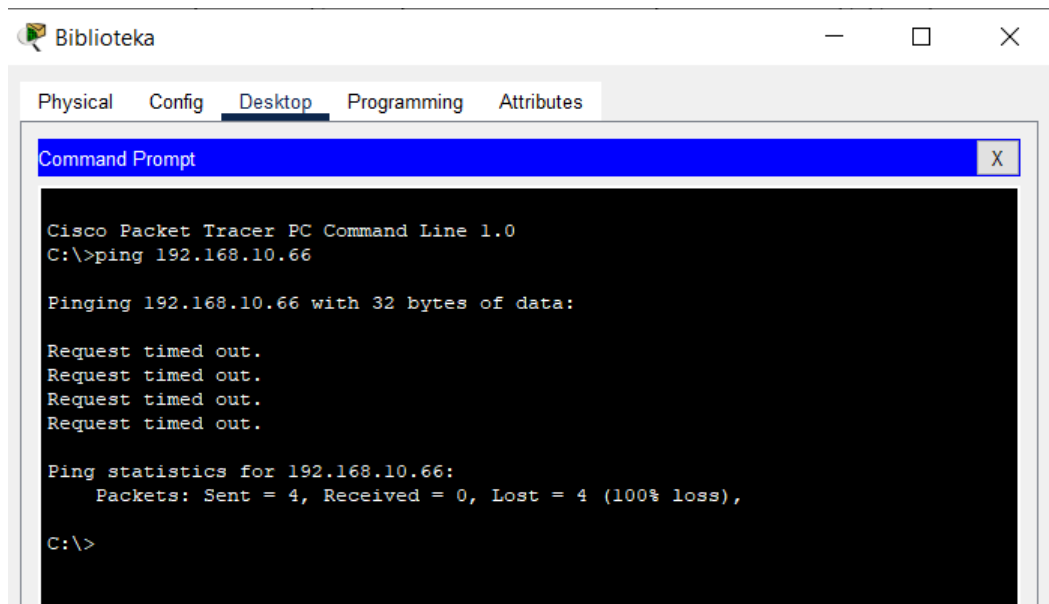 Biblioteka
Physical Config Desktop Programming Attributes
Command Prompt X
Cisco Packet Tracer PC Command Line 1.0
C:\>ping 192.168.10.66
Pinging 192.168.10.66 with 32 bytes of data:
Request timed out.
Request timed out.
Request timed out.
Request timed out.
Ping statistics for 192.168.10.66:
    Packets: Sent = 4, Received = 0, Lost = 4 (100% loss),
C:\>